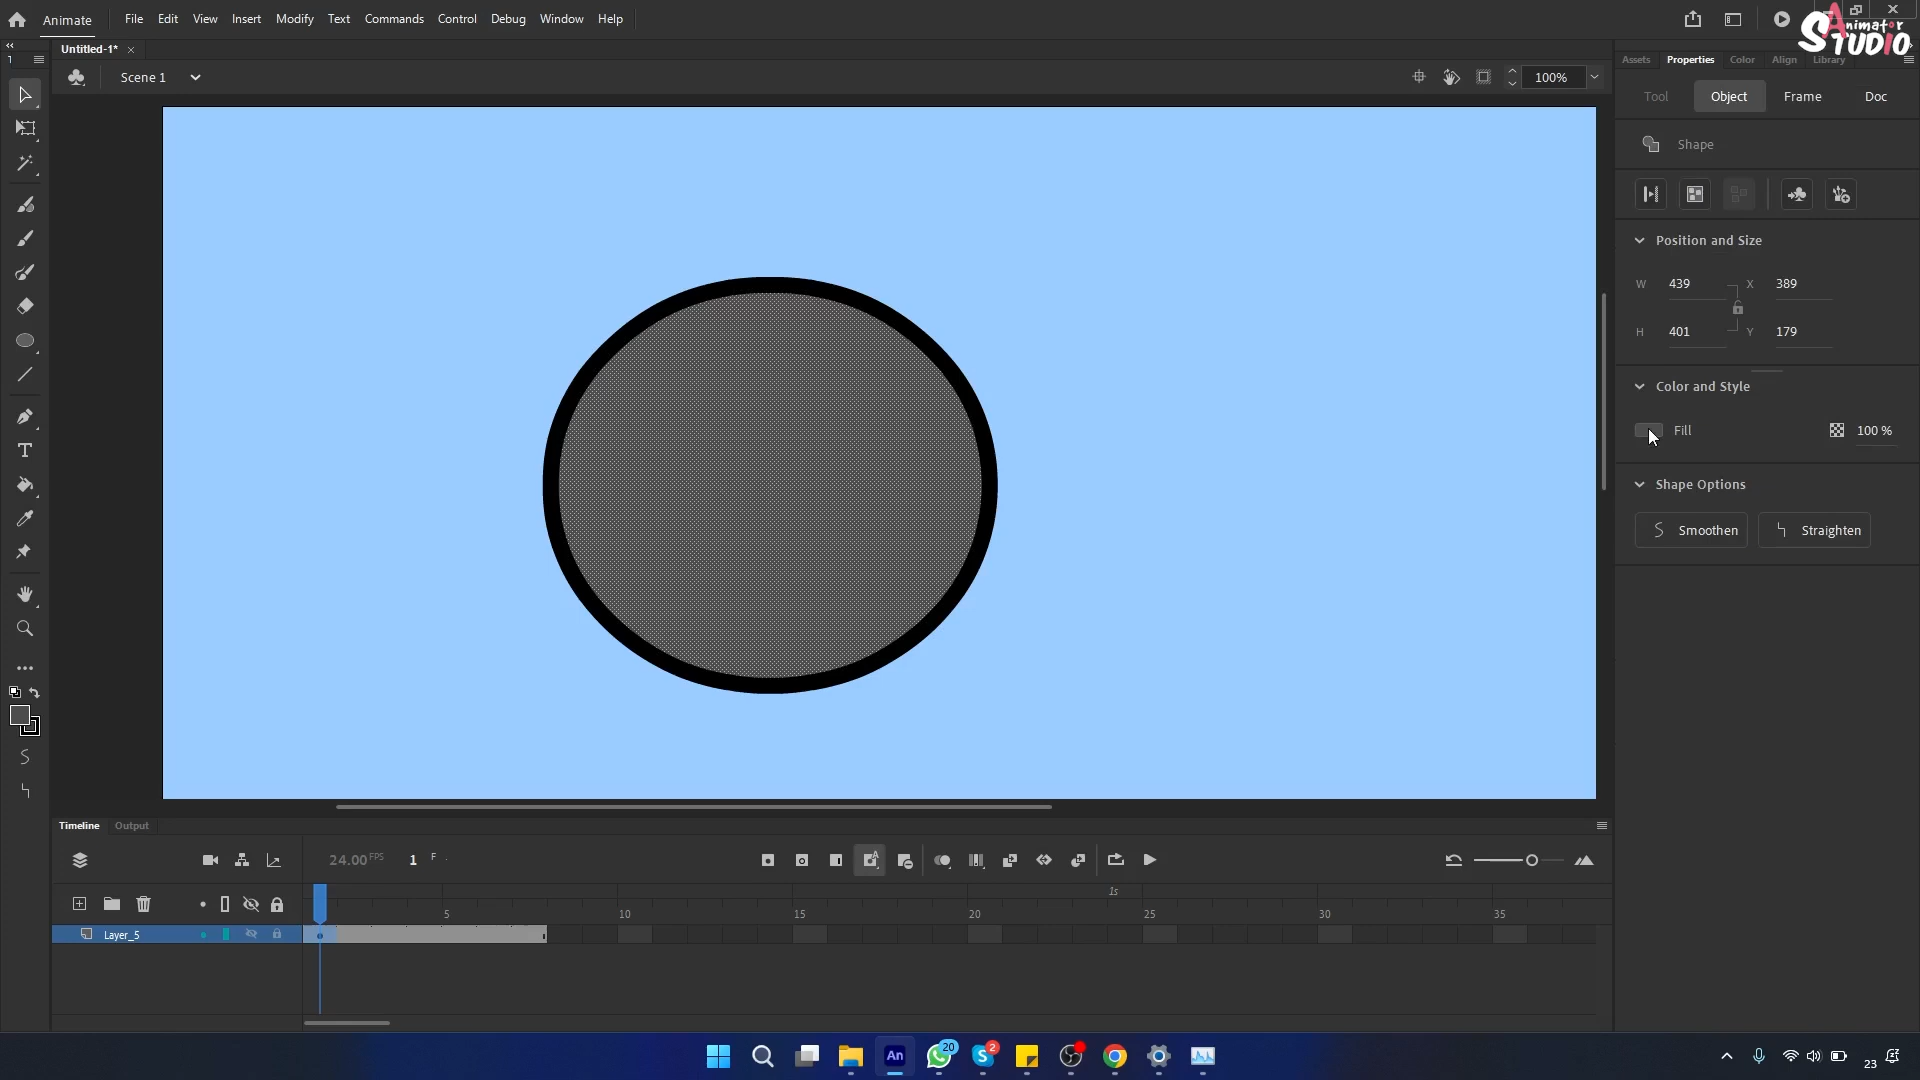 Animate File Edit View Insert Modify Text Commands Control Debug Window Help
Animator STUDIO
Untitled-1* ×
1
Assets Properties Color Align Library
Scene 1 100%
Tool Object Frame Doc
Shape
Position and Size
W 439 X 389
H 401 Y 179
Color and Style
Fill 100 %
Shape Options
Smoothen Straighten
Timeline Output
24.00 FPS 1 F
1s
5 10 15 20 25 30 35
Layer_5
An 20 S 2
23